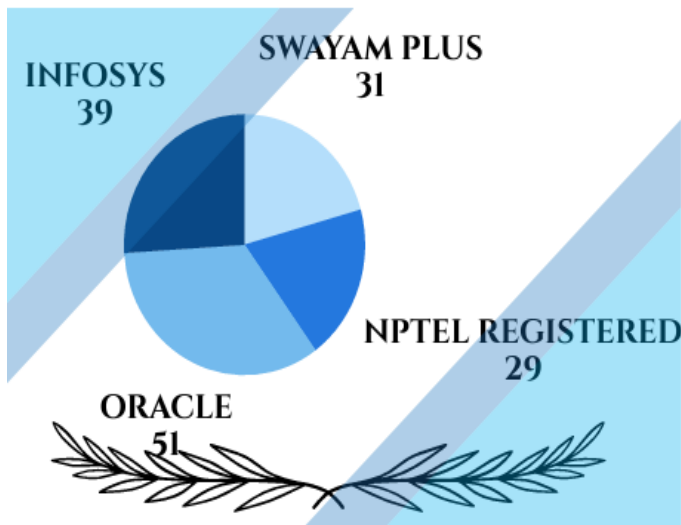 SWAYAM PLUS
31
INFOSYS
39
NPTEL REGISTERED
29
ORACLE
51